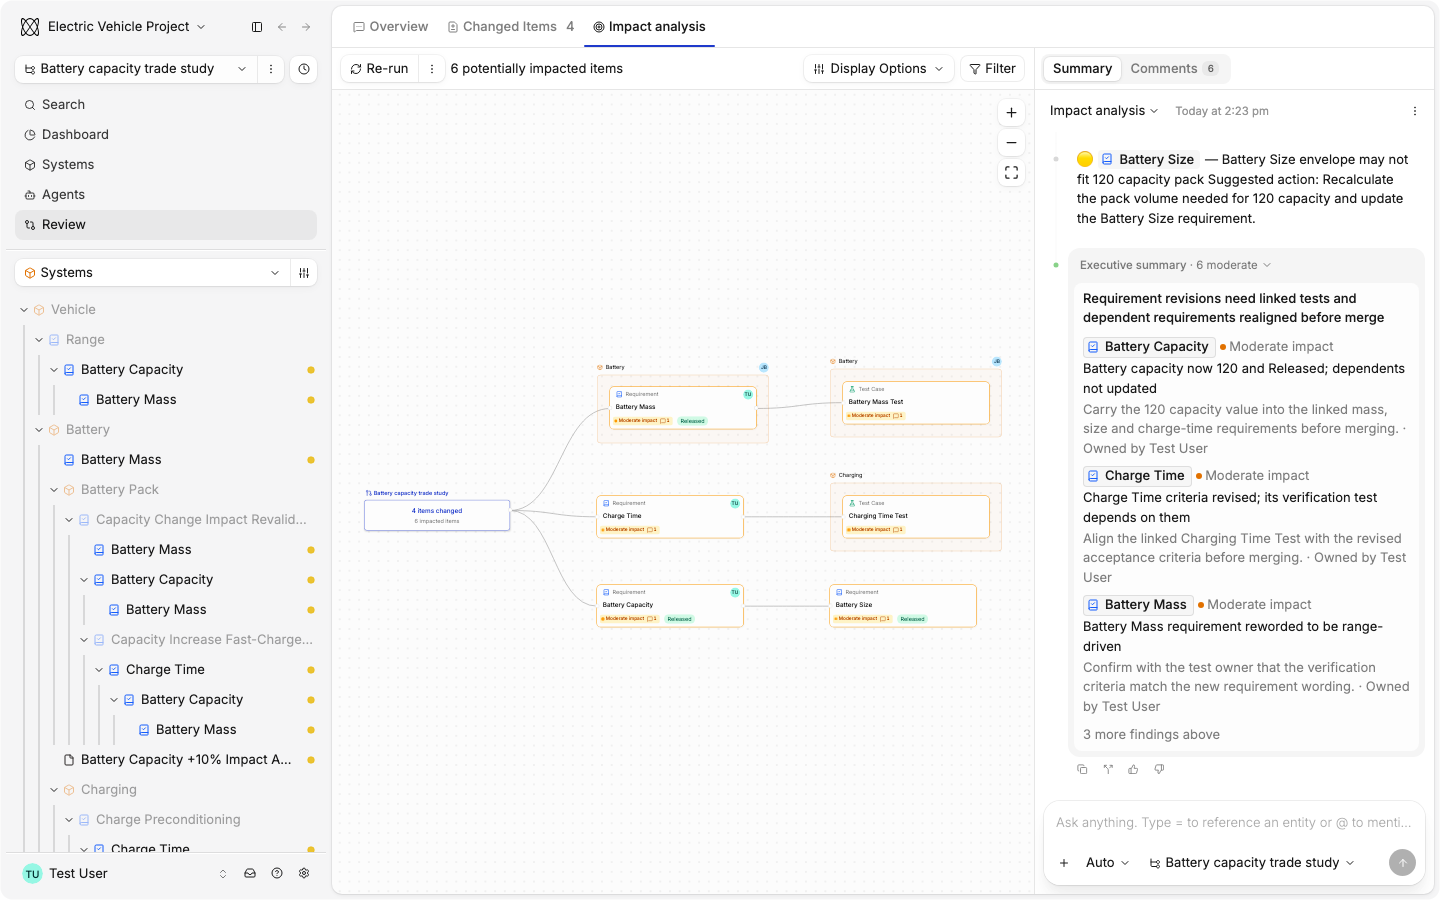 Electric Vehicle Project
Battery capacity trade study
Search
Dashboard
Systems
Agents
Review
Systems
Vehicle
Range
Battery Capacity
Battery Mass
Battery
Battery Mass
Battery Pack
Capacity Change Impact Revalid...
Battery Mass
Battery Capacity
Battery Mass
Capacity Increase Fast-Charge...
Charge Time
Battery Capacity
Battery Mass
Battery Capacity +10% Impact A...
Charging
Charge Preconditioning
Charge Time
TU Test User
Overview
Changed Items 4
Impact analysis
Re-run
6 potentially impacted items
Display Options
Filter
Battery JB
Requirement TU
Battery Mass
Moderate impact 1 Released
Battery JB
Test Case
Battery Mass Test
Moderate impact 1
Battery capacity trade study
4 items changed
6 impacted items
Requirement TU
Charge Time
Moderate impact 1
Charging
Test Case
Charging Time Test
Moderate impact 1
Requirement TU
Battery Capacity
Moderate impact 1 Released
Requirement
Battery Size
Moderate impact 1 Released
Summary
Comments 6
Impact analysis
Today at 2:23 pm
Battery Size — Battery Size envelope may not
fit 120 capacity pack Suggested action: Recalculate
the pack volume needed for 120 capacity and update
the Battery Size requirement.
Executive summary · 6 moderate
Requirement revisions need linked tests and
dependent requirements realigned before merge
Battery Capacity Moderate impact
Battery capacity now 120 and Released; dependents
not updated
Carry the 120 capacity value into the linked mass,
size and charge-time requirements before merging. ·
Owned by Test User
Charge Time Moderate impact
Charge Time criteria revised; its verification test
depends on them
Align the linked Charging Time Test with the revised
acceptance criteria before merging. · Owned by Test
User
Battery Mass Moderate impact
Battery Mass requirement reworded to be range-
driven
Confirm with the test owner that the verification
criteria match the new requirement wording. · Owned
by Test User
3 more findings above
Ask anything. Type = to reference an entity or @ to menti...
Auto
Battery capacity trade study